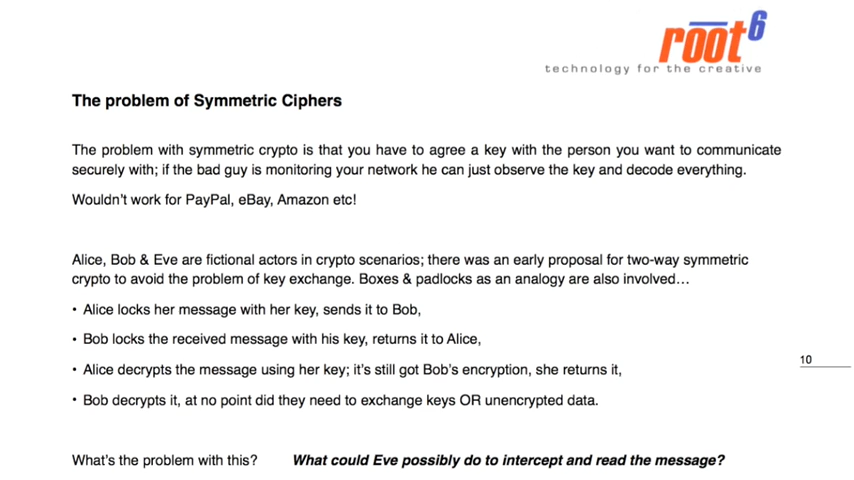 root6
technology for the creative
The problem of Symmetric Ciphers
The problem with symmetric crypto is that you have to agree a key with the person you want to communicate
securely with; if the bad guy is monitoring your network he can just observe the key and decode everything.
Wouldn't work for PayPal, eBay, Amazon etc!
Alice, Bob & Eve are fictional actors in crypto scenarios; there was an early proposal for two-way symmetric
crypto to avoid the problem of key exchange. Boxes & padlocks as an analogy are also involved…
• Alice locks her message with her key, sends it to Bob,
• Bob locks the received message with his key, returns it to Alice,
10
• Alice decrypts the message using her key; it's still got Bob's encryption, she returns it,
• Bob decrypts it, at no point did they need to exchange keys OR unencrypted data.
What's the problem with this? What could Eve possibly do to intercept and read the message?